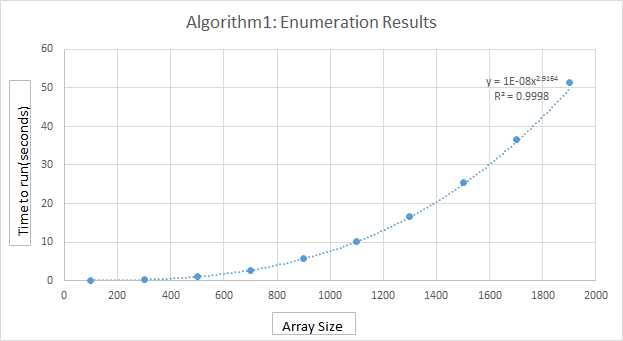 Algorithm1: Enumeration Results
60
50
40
30
20
10
0
Time to run(seconds)
y = 1E-08x^2.9164
R² = 0.9998
0 200 400 600 800 1000 1200 1400 1600 1800 2000
Array Size